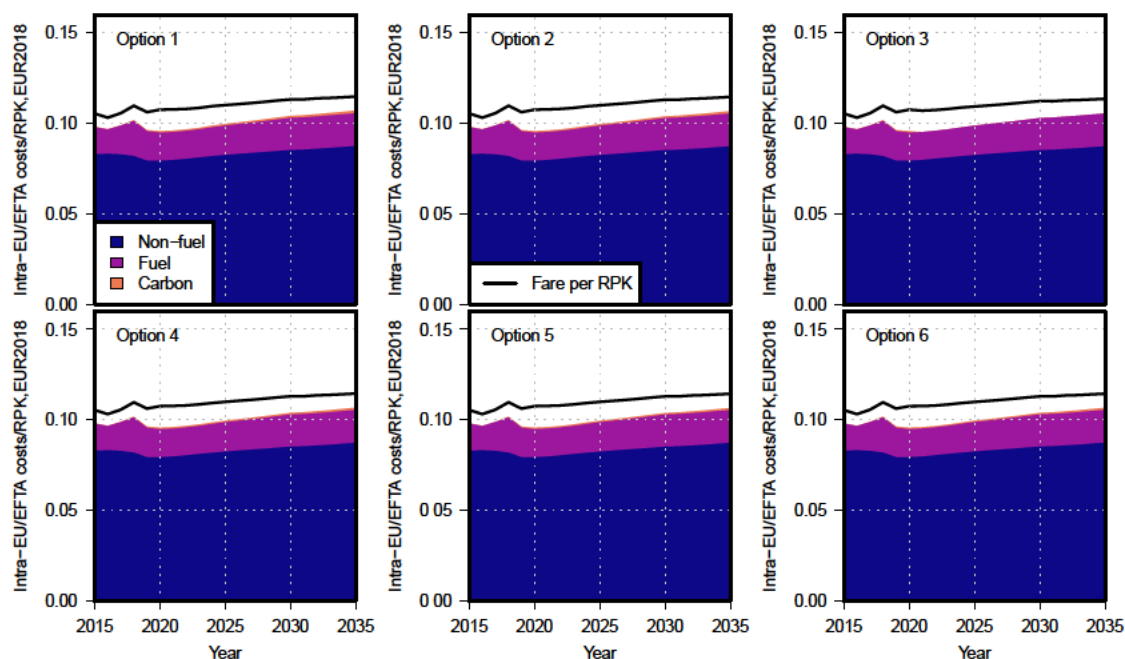 Option 1
0.15
0.10
0.05
0.00
Intra-EU/EFTA costs/RPK,EUR2018
Non-fuel
Fuel
Carbon
Option 2
0.15
0.10
0.05
0.00
Intra-EU/EFTA costs/RPK,EUR2018
Fare per RPK
Option 3
0.15
0.10
0.05
0.00
Intra-EU/EFTA costs/RPK,EUR2018
Option 4
0.15
0.10
0.05
0.00
Intra-EU/EFTA costs/RPK,EUR2018
2015 2020 2025 2030 2035
Year
Option 5
0.15
0.10
0.05
0.00
Intra-EU/EFTA costs/RPK,EUR2018
2015 2020 2025 2030 2035
Year
Option 6
0.15
0.10
0.05
0.00
Intra-EU/EFTA costs/RPK,EUR2018
2015 2020 2025 2030 2035
Year